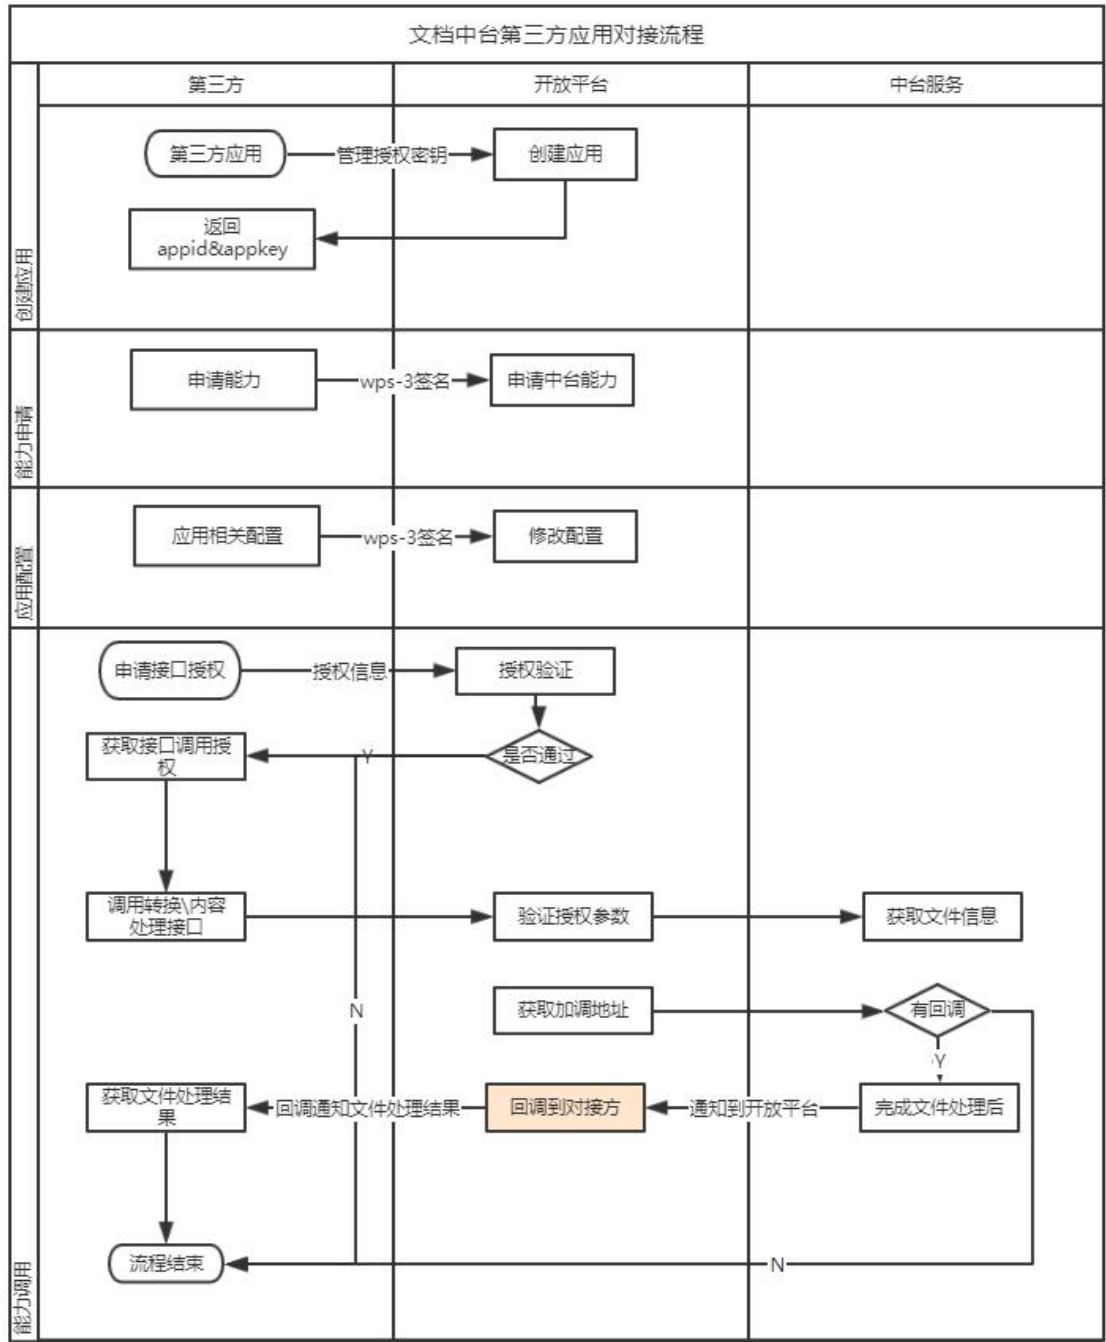 文档中台第三方应用对接流程
第三方
开放平台
中台服务
创建应用
第三方应用
管理授权密钥
创建应用
返回
appid&appkey
能力申请
申请能力
wps-3签名
申请中台能力
应用配置
应用相关配置
wps-3签名
修改配置
能力调用
申请接口授权
授权信息
授权验证
获取接口调用授
权
Y
是否通过
调用转换\内容
处理接口
验证授权参数
获取文件信息
N
获取加调地址
有回调
Y
获取文件处理结
果
回调通知文件处理结果
回调到对接方
通知到开放平台
完成文件处理后
流程结束
N